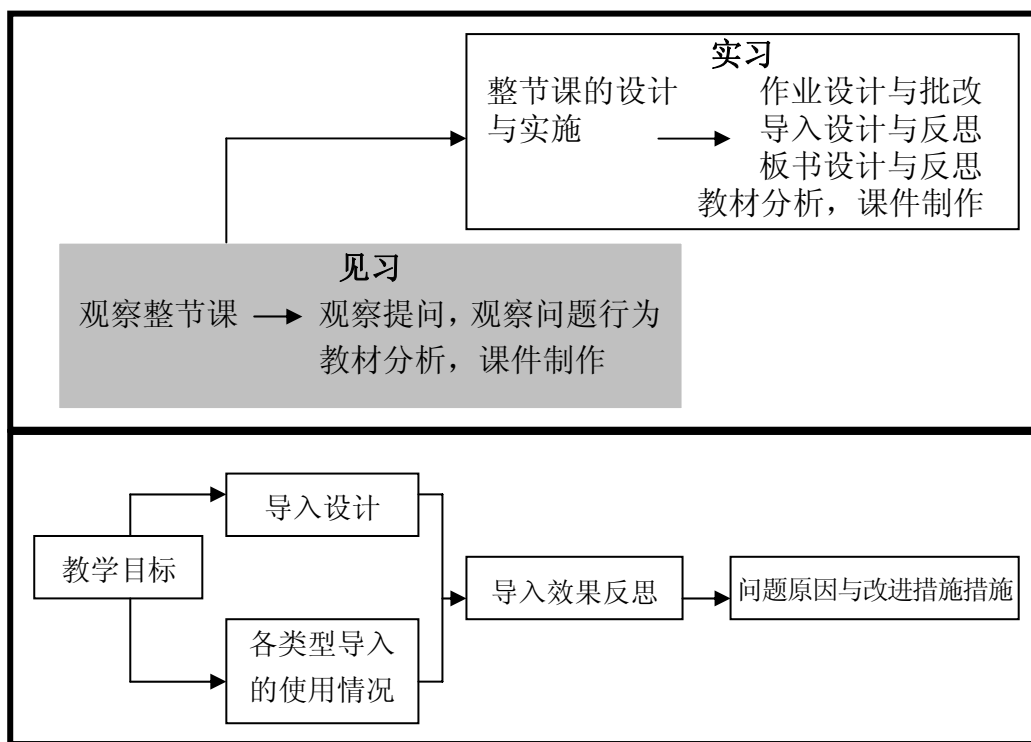 实习
整节课的设计 作业设计与批改
与实施 导入设计与反思
板书设计与反思
教材分析，课件制作
见习
观察整节课 观察提问，观察问题行为
教材分析，课件制作
导入设计
教学目标
导入效果反思
问题原因与改进措施措施
各类型导入
的使用情况